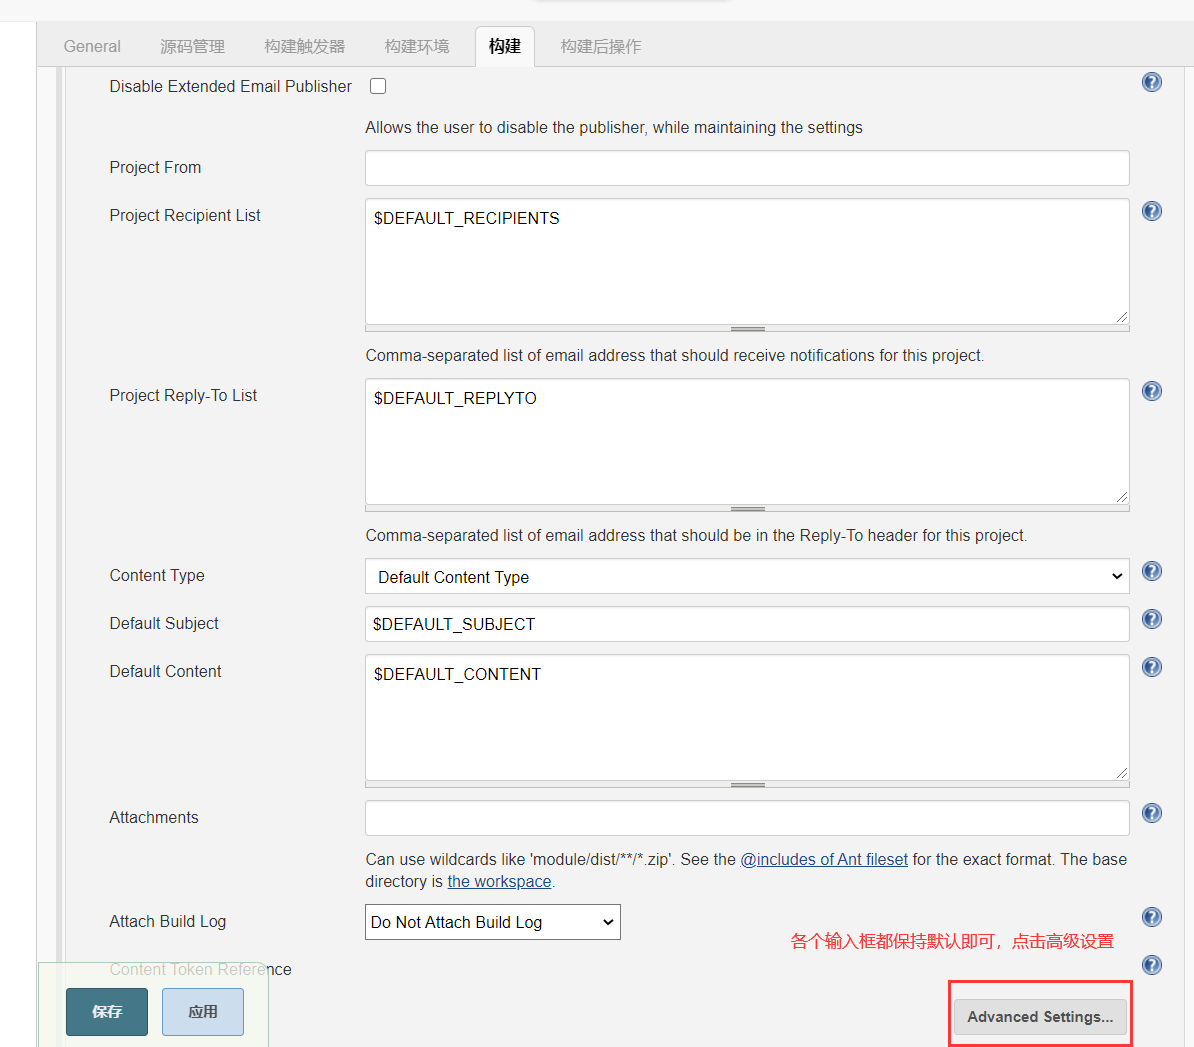 General 源码管理 构建触发器 构建环境 构建 构建后操作
Disable Extended Email Publisher
Allows the user to disable the publisher, while maintaining the settings
Project From
Project Recipient List
$DEFAULT_RECIPIENTS
Comma-separated list of email address that should receive notifications for this project.
Project Reply-To List
$DEFAULT_REPLYTO
Comma-separated list of email address that should be in the Reply-To header for this project.
Content Type
Default Content Type
Default Subject
$DEFAULT_SUBJECT
Default Content
$DEFAULT_CONTENT
Attachments
Can use wildcards like 'module/dist/**/*.zip'. See the @includes of Ant fileset for the exact format. The base
directory is the workspace.
Attach Build Log
Do Not Attach Build Log
各个输入框都保持默认即可，点击高级设置
Content Token Reference
保存 应用
Advanced Settings...